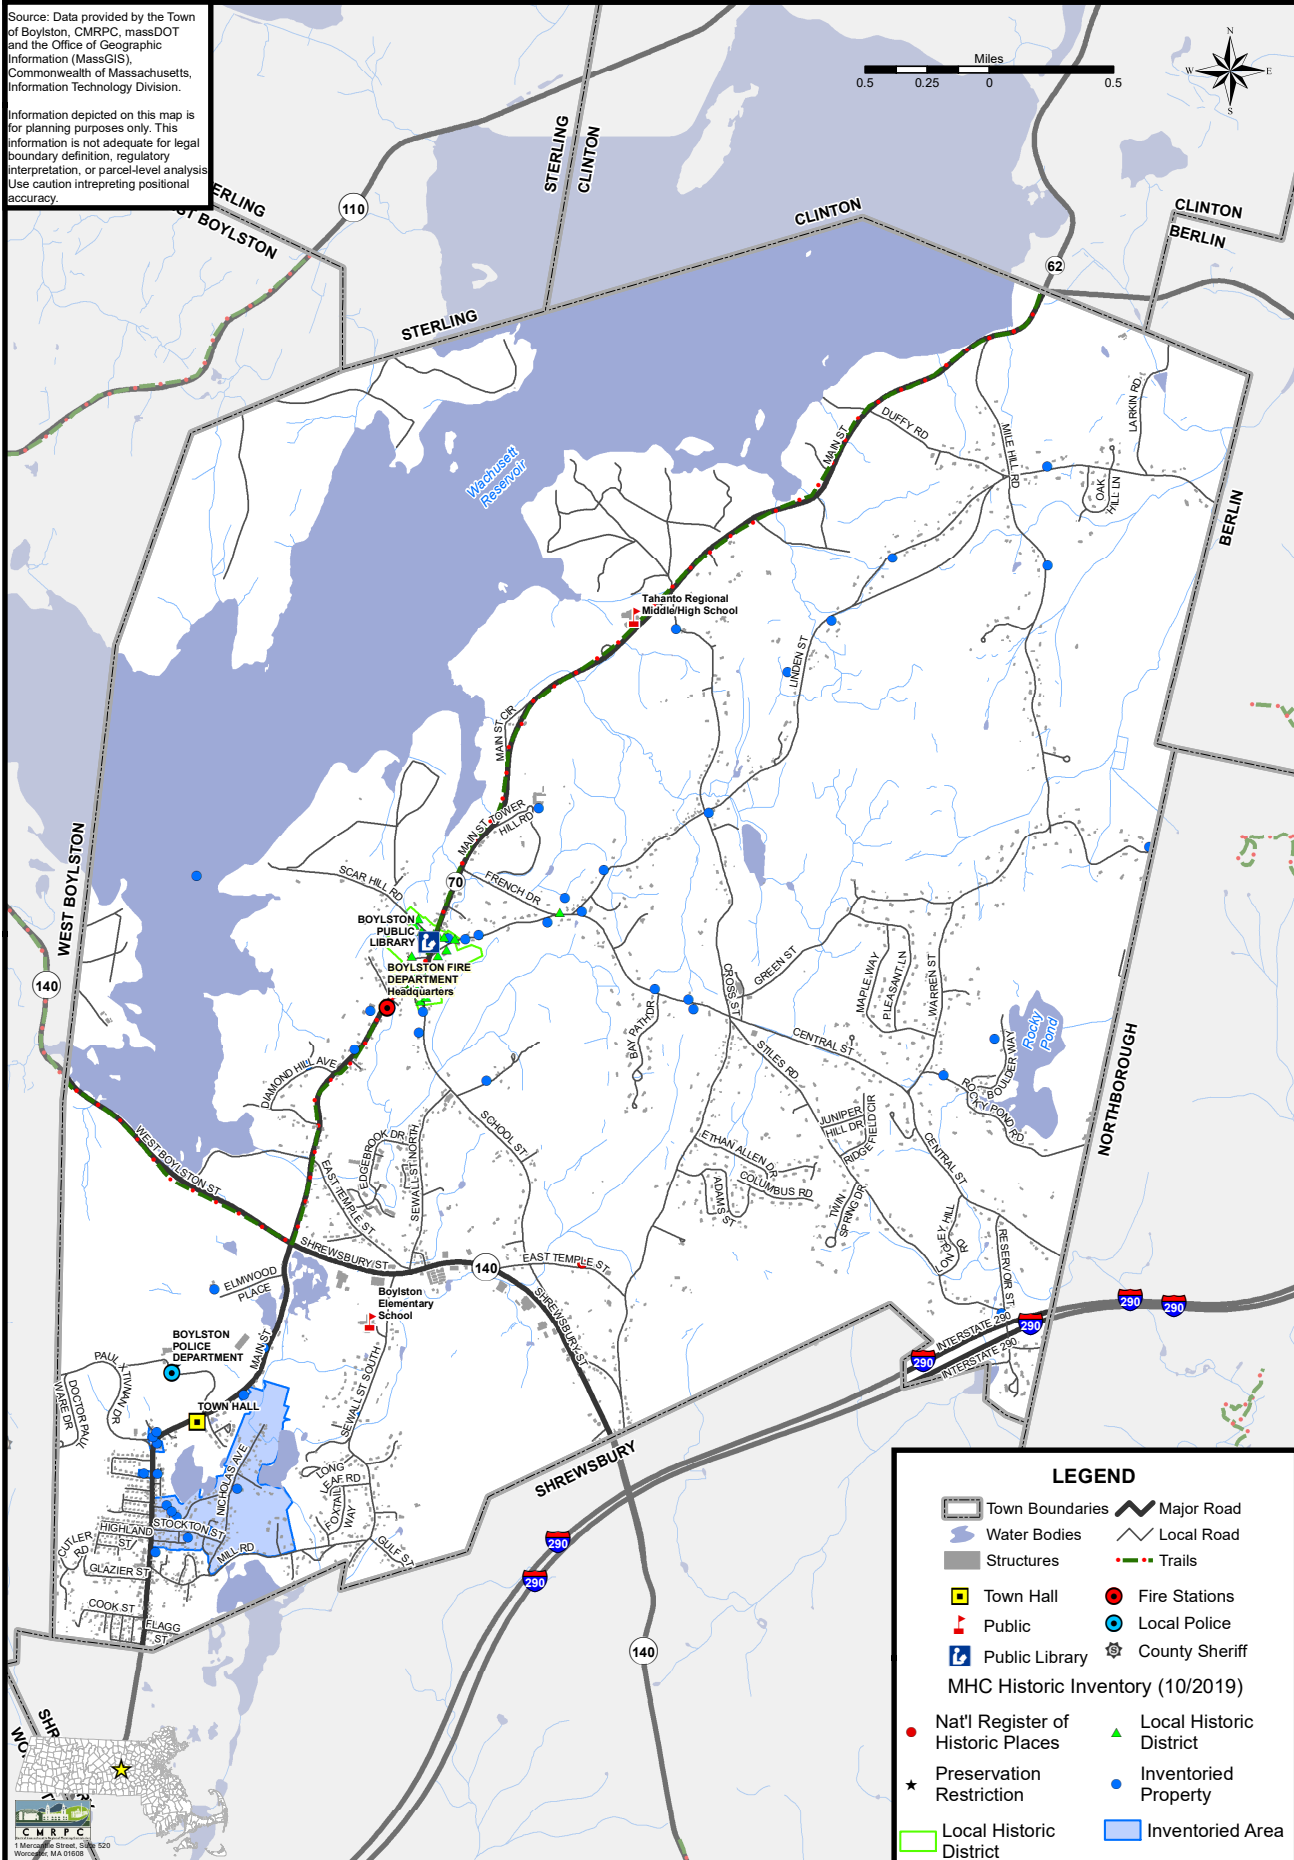 Source: Data provided by the Town
of Boylston, CMRPC, massDOT
and the Office of Geographic
Information (MassGIS),
Commonwealth of Massachusetts,
Information Technology Division.
Information depicted on this map is
for planning purposes only. This
information is not adequate for legal
boundary definition, regulatory
interpretation, or parcel-level analysis
Use caution intrepreting positional
accuracy.
Miles
0.5 0.25 0 0.5
N
W E
S
STERLING
CLINTON
ERLING
ST BOYLSTON
110
CLINTON
CLINTON
BERLIN
62
STERLING
LARKIN RD
DUFFY RD
MAIN ST
MILE HILL RD
OAK
HILL LN
Wachusett
Reservoir
BERLIN
Tahanto Regional
Middle/High School
LINDEN ST
MAIN ST CIR
MAIN ST
TOWER
HILL RD
WEST BOYLSTON
SCAR HILL RD
70
FRENCH DR
BOYLSTON
PUBLIC
LIBRARY
BOYLSTON FIRE
DEPARTMENT
Headquarters
140
GREEN ST
CROSS ST
MAPLE WAY
PLEASANT LN
WARREN ST
BAY PATH DR
CENTRAL ST
STILES RD
Rocky
Pond
BOULDER WAY
ROCKY POND RD
NORTHBOROUGH
DIAMOND HILL AVE
SCHOOL ST
JUNIPER
HILL DR
RIDGEFIELD CIR
WEST BOYLSTON ST
EDGEBROOK DR
SEWALL ST NORTH
EAST TEMPLE ST
ETHAN ALLEN DR
COLUMBUS RD
ADAMS ST
CENTRAL ST
TWIN
SPRING DR
LONGLEY HILL
RD
RESERVOIR ST
SHREWSBURY ST
140
EAST TEMPLE ST
ELMWOOD
PLACE
Boylston
Elementary
School
SHREWSBURY ST
290
290
INTERSTATE 290
290
290
INTERSTATE 290
BOYLSTON
POLICE
DEPARTMENT
MAIN ST
PAUL X TIVNAN DR
DOCTOR PAUL
WARE DR
TOWN HALL
SEWALL ST SOUTH
SHREWSBURY
NICHOLAS AVE
LONG
LEAF RD
FOXTAIL
WAY
STOCKTON ST
HIGHLAND
ST
CUTLER
RD
MILL RD
GULF ST
GLAZIER ST
COOK ST
FLAGG
ST
290
290
140
LEGEND
Town Boundaries Major Road
Water Bodies Local Road
Structures Trails
Town Hall Fire Stations
Public Local Police
Public Library County Sheriff
MHC Historic Inventory (10/2019)
Nat'l Register of
Historic Places
Local Historic
District
Preservation
Restriction
Inventoried
Property
Local Historic
District
Inventoried Area
SHR
CMRPC
1 Mercantile Street, Suite 520
Worcester, MA 01608